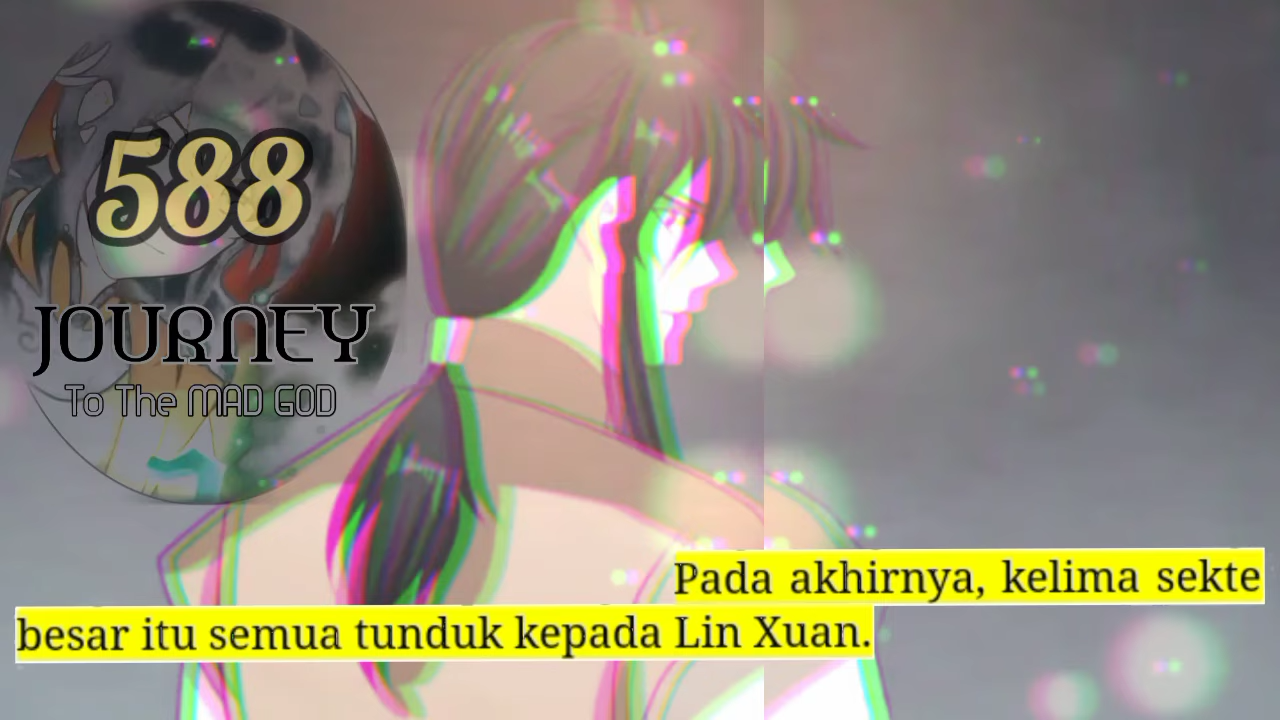 588
JOURNEY
To The MAD GOD
Pada akhirnya, kelima sekte
besar itu semua tunduk kepada Lin Xuan.